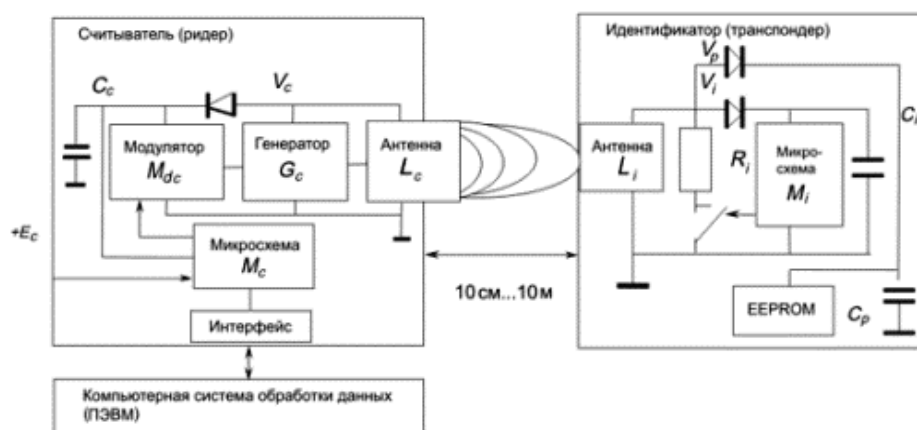 Считыватель (ридер)
C_c
V_c
Модулятор
M_dc
Генератор
G_c
Антенна
L_c
+E_c
Микросхема
M_c
Интерфейс
Компьютерная система обработки данных
(ПЭВМ)
10 см...10 м
Идентификатор (транспондер)
V_p
V_i
Антенна
L_i
R_i
Микро-
схема
M_i
EEPROM
C_p